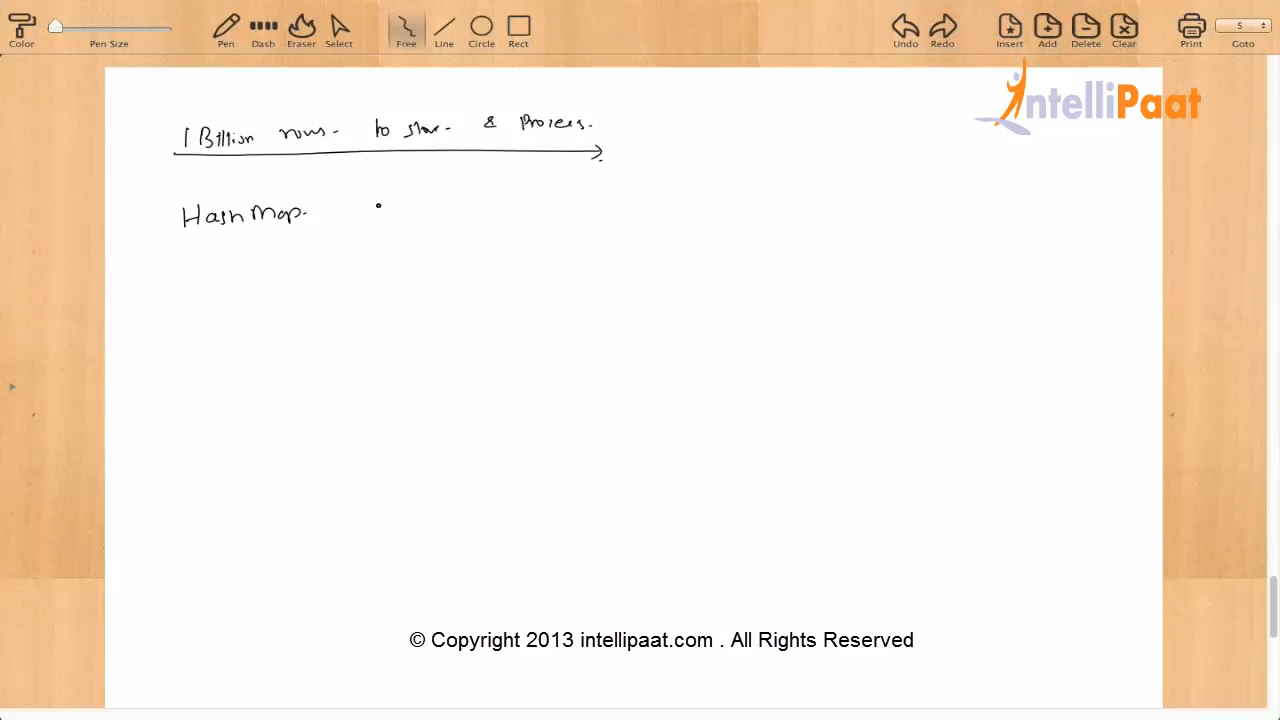 Color
Pen Size
Pen
Dash
Eraser
Select
Free
Line
Circle
Rect
Undo
Redo
Insert
Add
Delete
Clear
Print
5
Goto
IntelliPaat
1 Billion rows. to store. & Process.
HashMap.
© Copyright 2013 intellipaat.com . All Rights Reserved